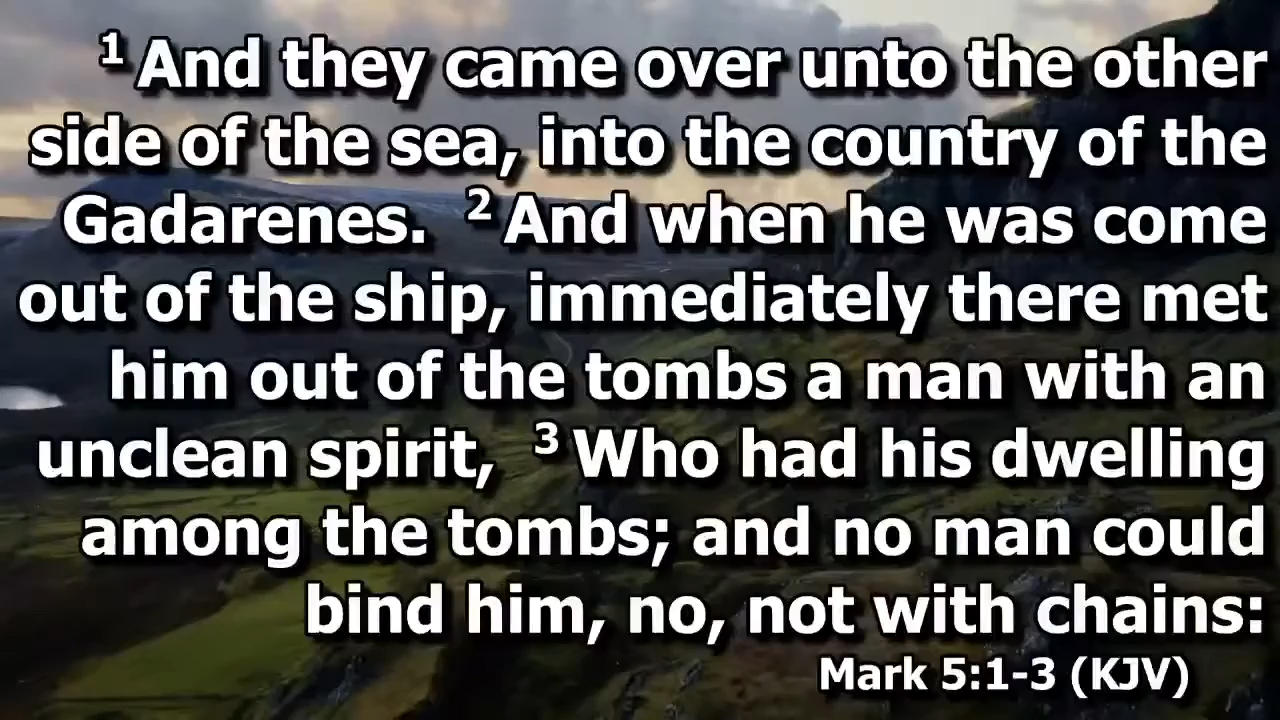 1 And they came over unto the other
side of the sea, into the country of the
Gadarenes. 2 And when he was come
out of the ship, immediately there met
him out of the tombs a man with an
unclean spirit, 3 Who had his dwelling
among the tombs; and no man could
bind him, no, not with chains:
Mark 5:1-3 (KJV)